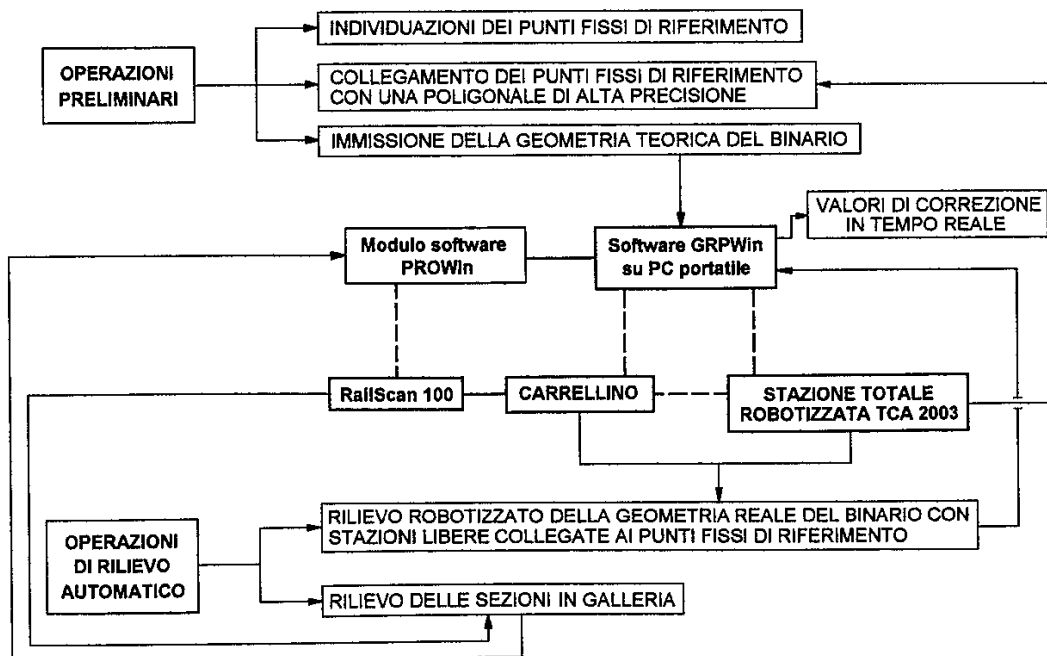 INDIVIDUAZIONI DEI PUNTI FISSI DI RIFERIMENTO
OPERAZIONI
PRELIMINARI
COLLEGAMENTO DEI PUNTI FISSI DI RIFERIMENTO
CON UNA POLIGONALE DI ALTA PRECISIONE
IMMISSIONE DELLA GEOMETRIA TEORICA DEL BINARIO
VALORI DI CORREZIONE
IN TEMPO REALE
Modulo software
PROWin
Software GRPWin
su PC portatile
RailScan 100
CARRELLINO
STAZIONE TOTALE
ROBOTIZZATA TCA 2003
OPERAZIONI
DI RILIEVO
AUTOMATICO
RILIEVO ROBOTIZZATO DELLA GEOMETRIA REALE DEL BINARIO CON
STAZIONI LIBERE COLLEGATE AI PUNTI FISSI DI RIFERIMENTO
RILIEVO DELLE SEZIONI IN GALLERIA